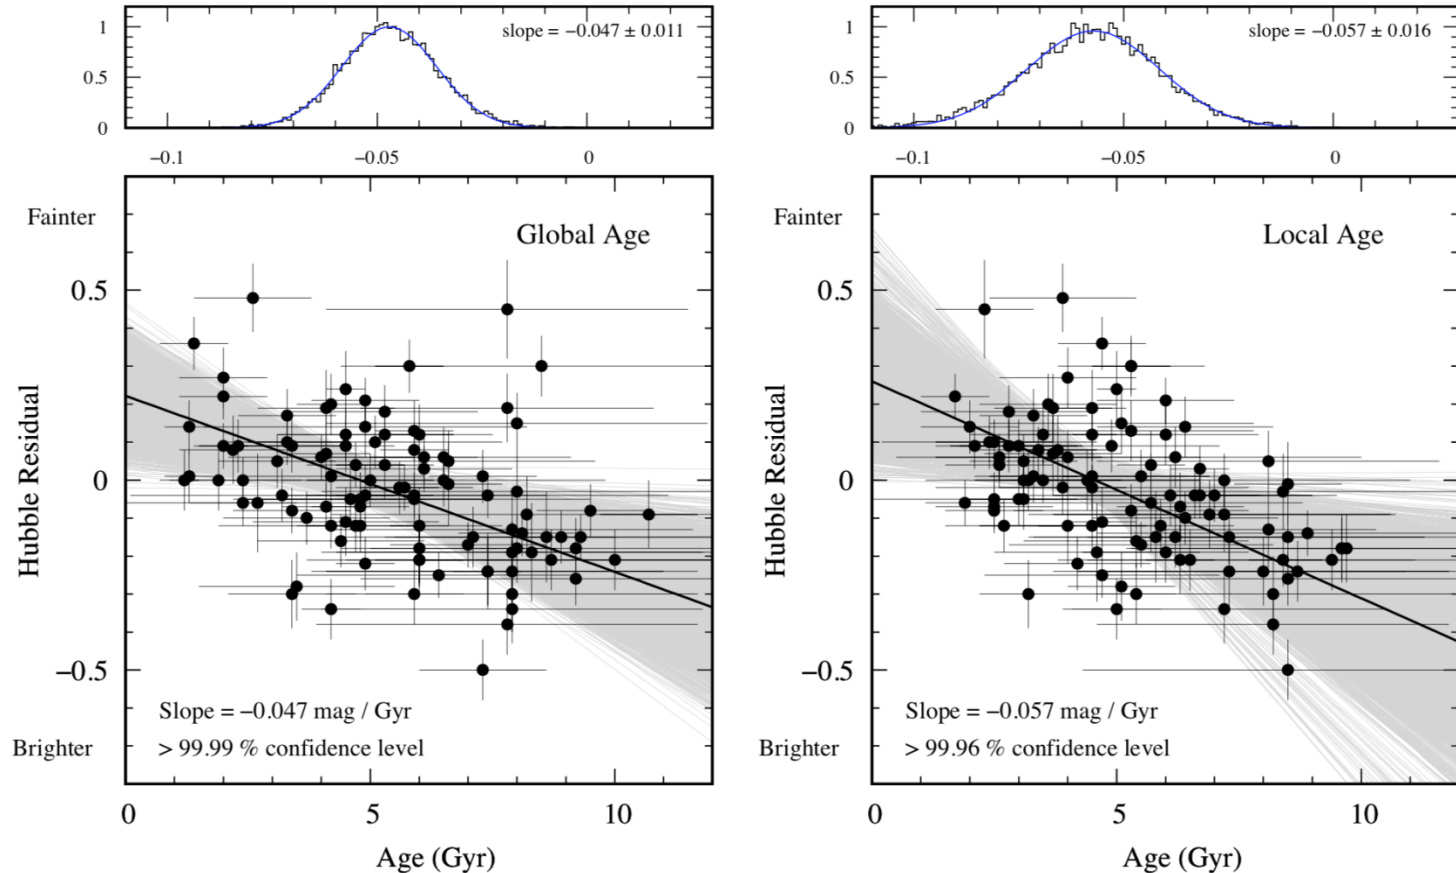 slope = −0.047 ± 0.011
1
0.5
0
−0.1
−0.05
0
Fainter
Global Age
0.5
0
−0.5
Hubble Residual
Slope = −0.047 mag / Gyr
> 99.99 % confidence level
Brighter
0
5
10
Age (Gyr)
slope = −0.057 ± 0.016
1
0.5
0
−0.1
−0.05
0
Fainter
Local Age
0.5
0
−0.5
Hubble Residual
Slope = −0.057 mag / Gyr
> 99.96 % confidence level
Brighter
0
5
10
Age (Gyr)